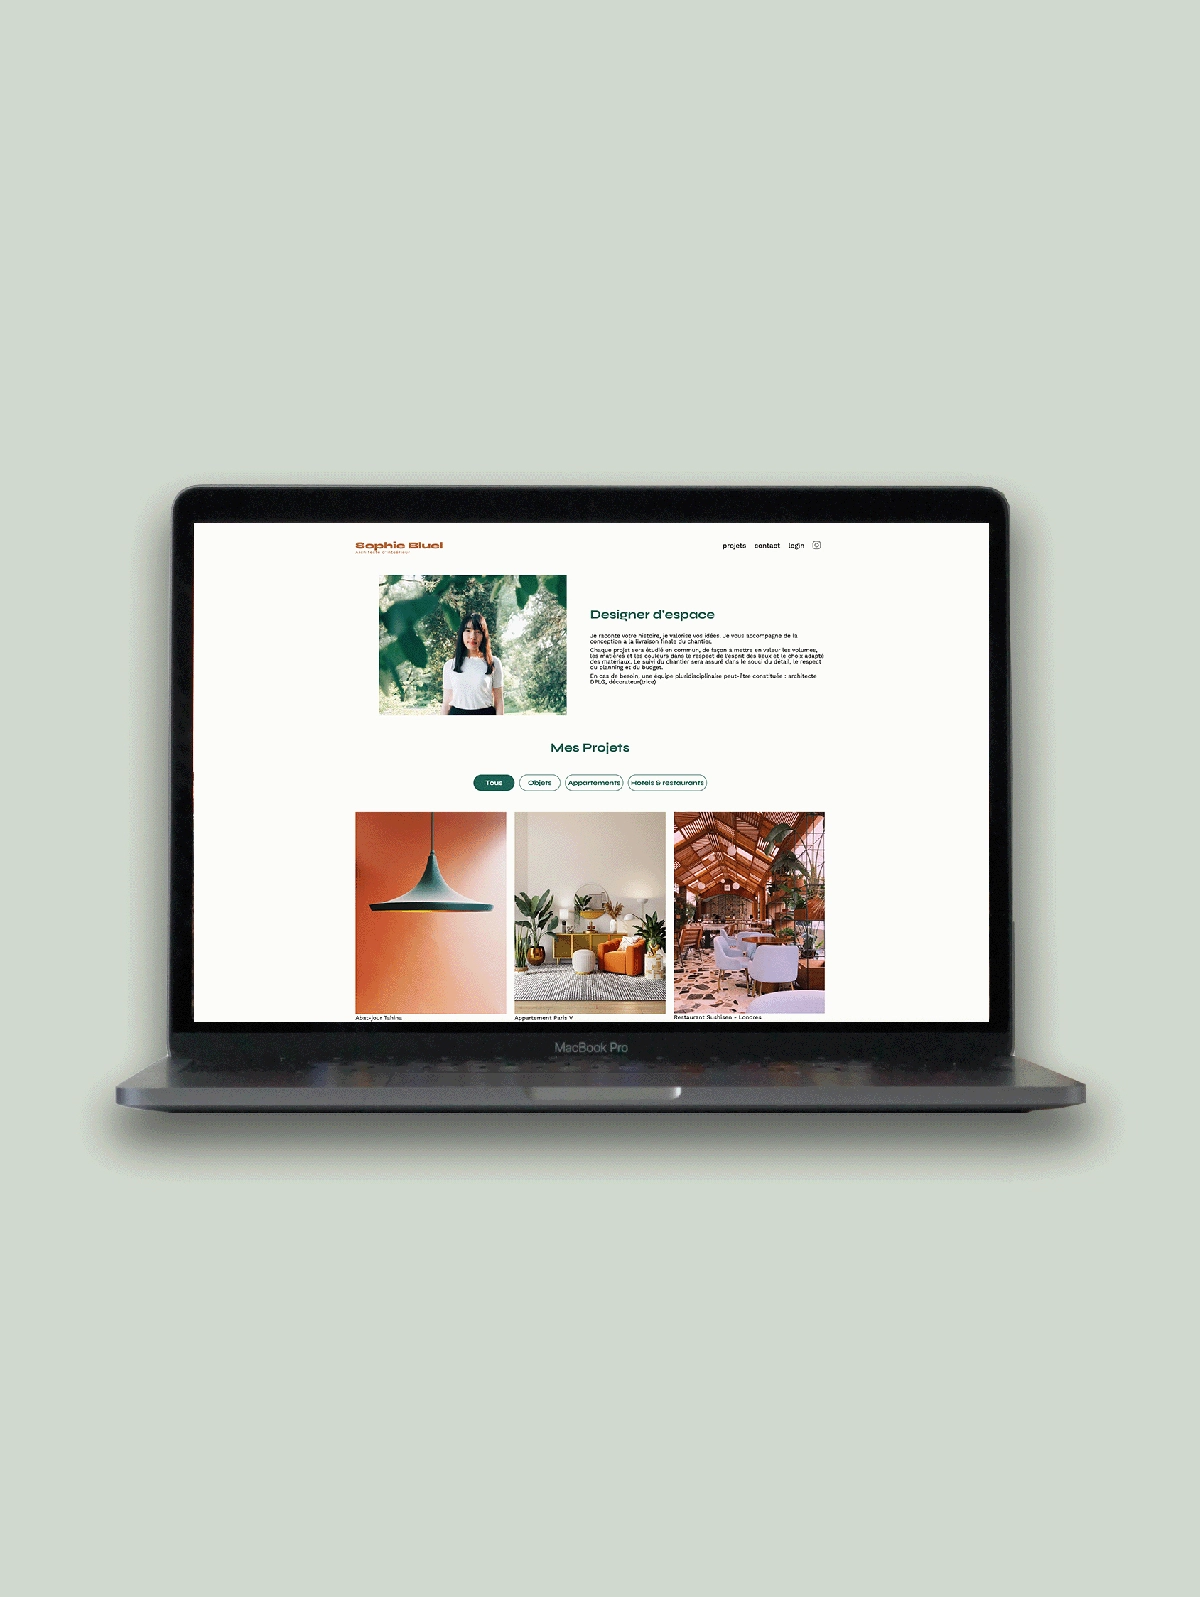 Sophie Bluel
Architecte d'intérieur
projets contact login
Designer d'espace
Je raconte votre histoire, je valorise vos idées. Je vous accompagne de la
conception à la livraison finale du chantier.
Chaque projet sera étudié en commun, de façon à mettre en valeur les volumes,
les matières et les couleurs dans le respect de l'esprit des lieux et le choix adapté
des matériaux. Le suivi du chantier sera assuré dans le souci du détail, le respect
du planning et du budget.
En cas de besoin, une équipe pluridisciplinaire peut-être constituée : architecte
DPLG, décorateur(trice)
Mes Projets
Tous Objets Appartements Hotels & restaurants
Abat-jour Tahina Appartement Paris V Restaurant Sushisen - Londres
MacBook Pro